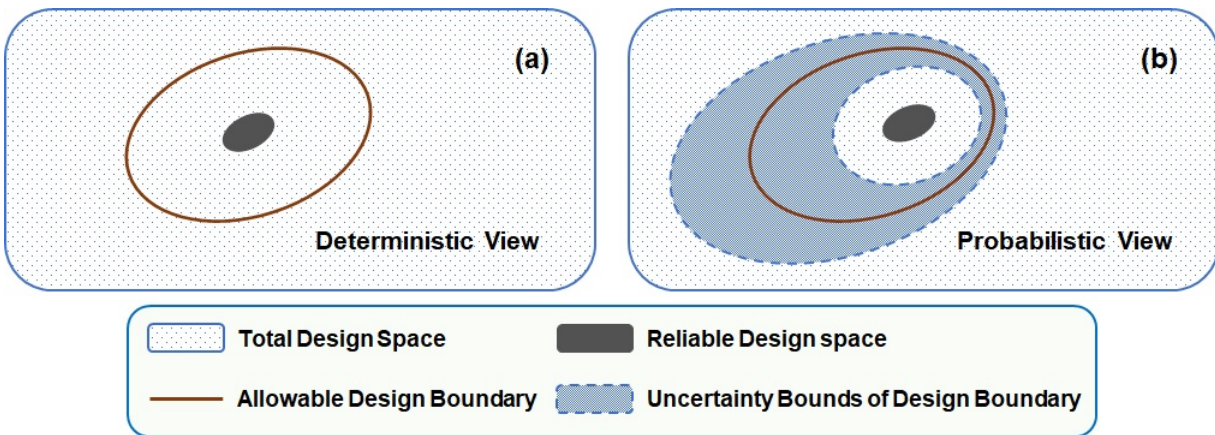 (a)
Deterministic View
(b)
Probabilistic View
Total Design Space
Reliable Design space
Allowable Design Boundary
Uncertainty Bounds of Design Boundary